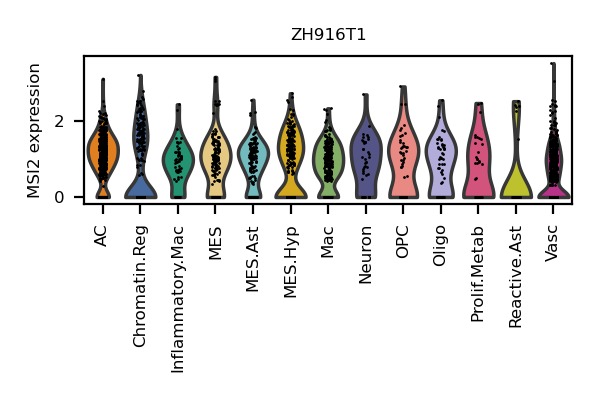 ZH916T1
MSI2 expression
2
0
AC
Chromatin.Reg
Inflammatory.Mac
MES
MES.Ast
MES.Hyp
Mac
Neuron
OPC
Oligo
Prolif.Metab
Reactive.Ast
Vasc